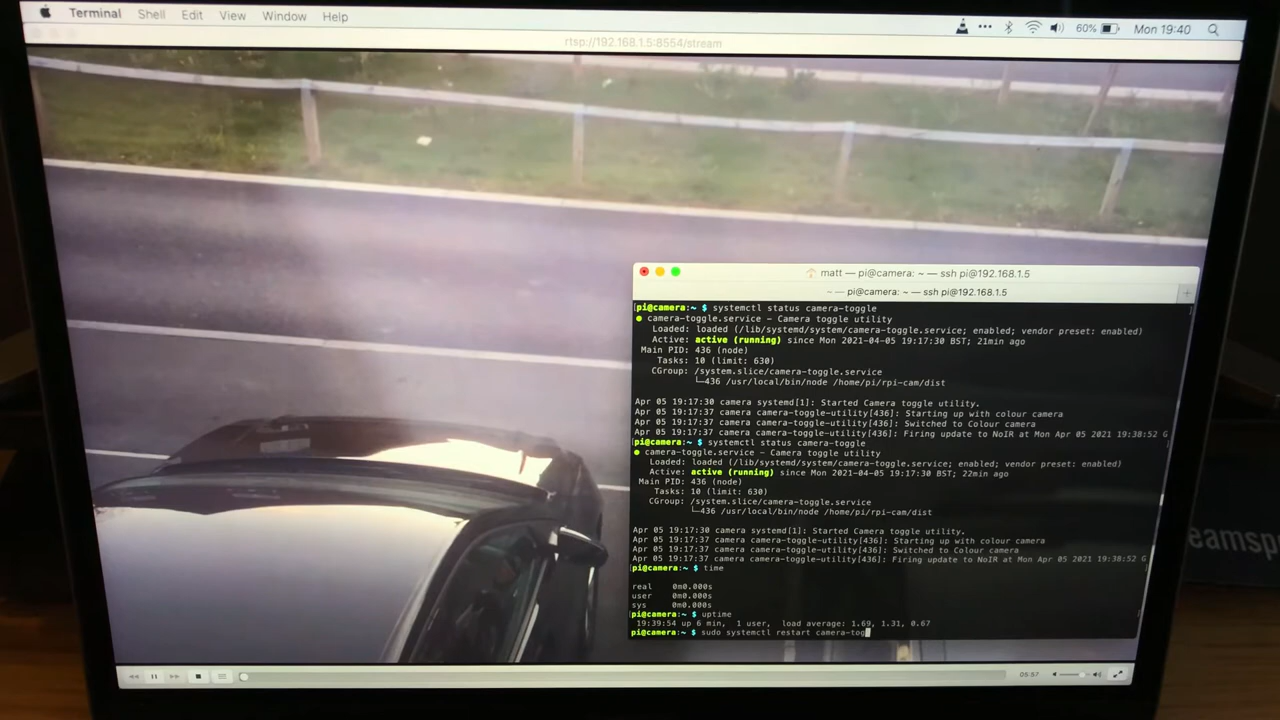 Terminal Shell Edit View Window Help 60% Mon 19:40
rtsp://192.168.1.5:8554/stream
matt — pi@camera: ~ — ssh pi@192.168.1.5
~ — pi@camera: ~ — ssh pi@192.168.1.5
[pi@camera:~ $ systemctl status camera-toggle
● camera-toggle.service - Camera toggle utility
Loaded: loaded (/lib/systemd/system/camera-toggle.service; enabled; vendor preset: enabled)
Active: active (running) since Mon 2021-04-05 19:17:30 BST; 21min ago
Main PID: 436 (node)
Tasks: 10 (limit: 630)
CGroup: /system.slice/camera-toggle.service
└─436 /usr/local/bin/node /home/pi/rpi-cam/dist
Apr 05 19:17:30 camera systemd[1]: Started Camera toggle utility.
Apr 05 19:17:37 camera camera-toggle-utility[436]: Starting up with colour camera
Apr 05 19:17:37 camera camera-toggle-utility[436]: Switched to Colour camera
Apr 05 19:17:37 camera camera-toggle-utility[436]: Firing update to NoIR at Mon Apr 05 2021 19:38:52 G
[pi@camera:~ $ systemctl status camera-toggle
● camera-toggle.service - Camera toggle utility
Loaded: loaded (/lib/systemd/system/camera-toggle.service; enabled; vendor preset: enabled)
Active: active (running) since Mon 2021-04-05 19:17:30 BST; 22min ago
Main PID: 436 (node)
Tasks: 10 (limit: 630)
CGroup: /system.slice/camera-toggle.service
└─436 /usr/local/bin/node /home/pi/rpi-cam/dist
Apr 05 19:17:30 camera systemd[1]: Started Camera toggle utility.
Apr 05 19:17:37 camera camera-toggle-utility[436]: Starting up with colour camera
Apr 05 19:17:37 camera camera-toggle-utility[436]: Switched to Colour camera
Apr 05 19:17:37 camera camera-toggle-utility[436]: Firing update to NoIR at Mon Apr 05 2021 19:38:52 G
[pi@camera:~ $ time
real 0m0.000s
user 0m0.000s
sys 0m0.000s
[pi@camera:~ $ uptime
19:39:54 up 6 min, 1 user, load average: 1.69, 1.31, 0.67
pi@camera:~ $ sudo systemctl restart camera-tog
05:57
eamsp